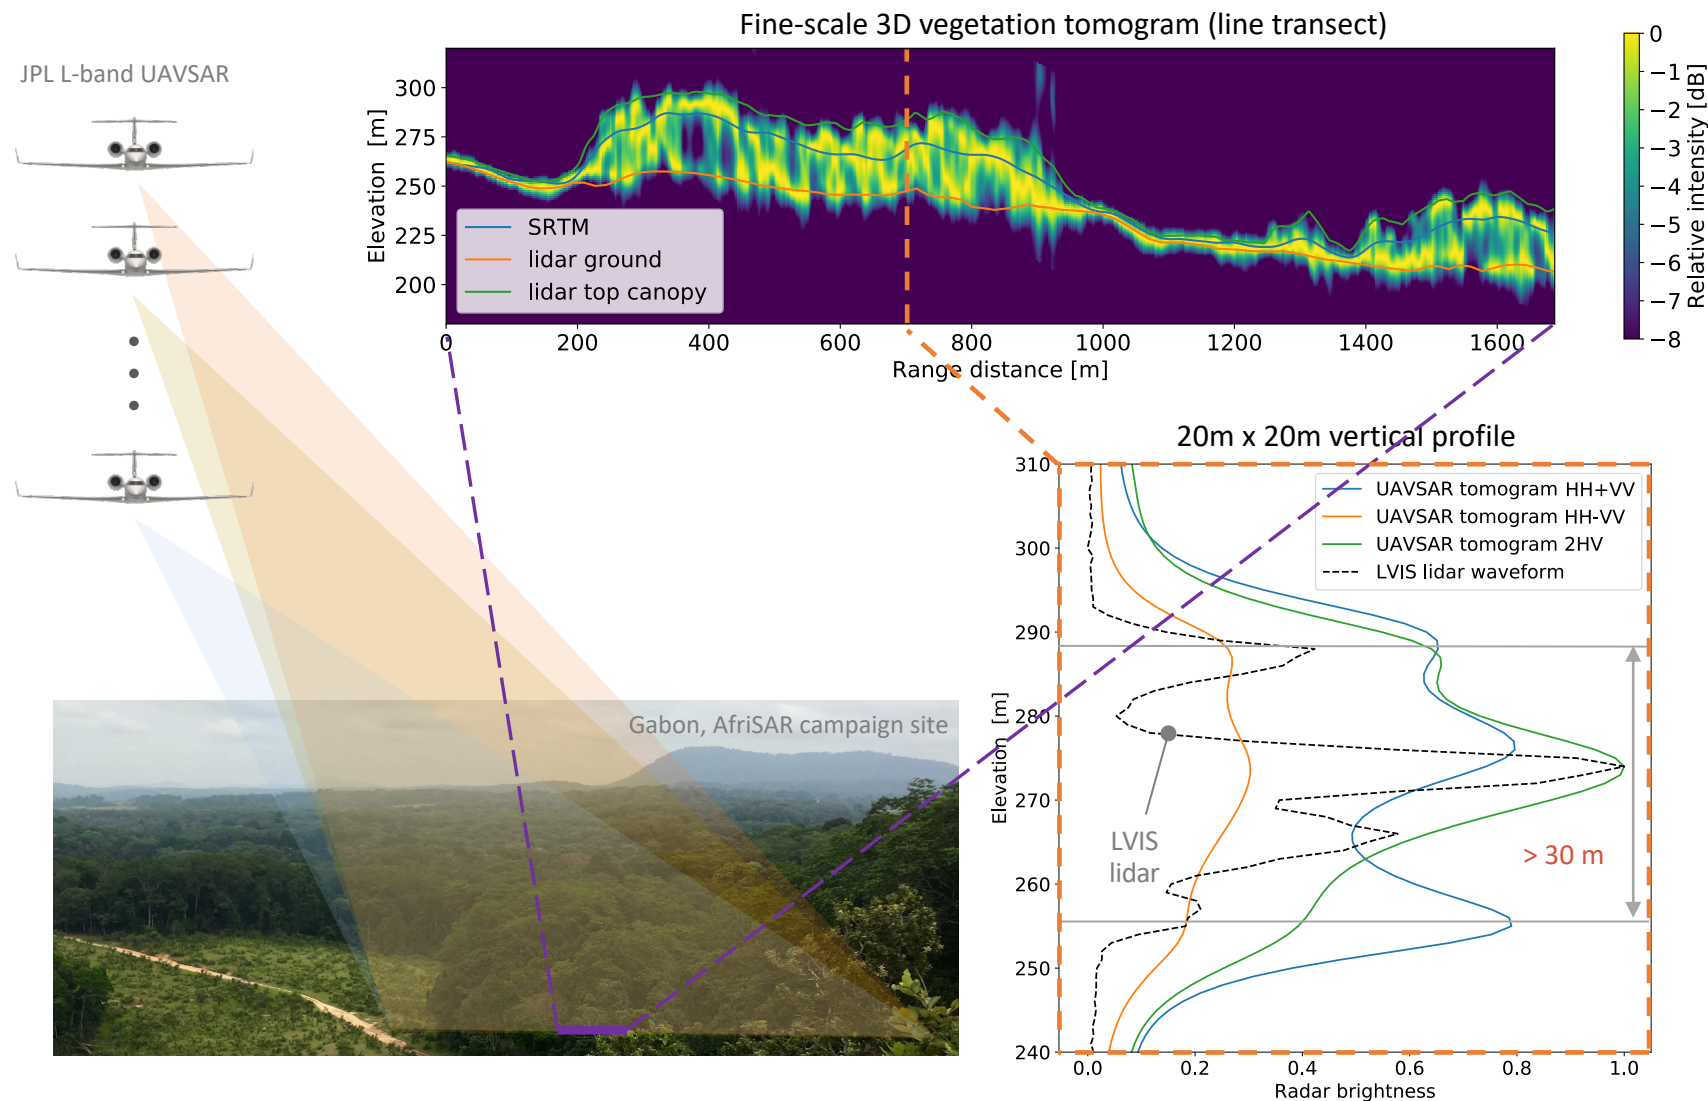 Fine-scale 3D vegetation tomogram (line transect)
JPL L-band UAVSAR
Elevation [m]
300
275
250
225
200
SRTM
lidar ground
lidar top canopy
0
200
400
600
800
1000
1200
1400
1600
Range distance [m]
0
−1
−2
−3
−4
−5
−6
−7
−8
Relative intensity [dB]
20m x 20m vertical profile
310
300
290
280
270
260
250
240
Elevation [m]
UAVSAR tomogram HH+VV
UAVSAR tomogram HH-VV
UAVSAR tomogram 2HV
LVIS lidar waveform
LVIS
lidar
> 30 m
0.0
0.2
0.4
0.6
0.8
1.0
Radar brightness
Gabon, AfriSAR campaign site